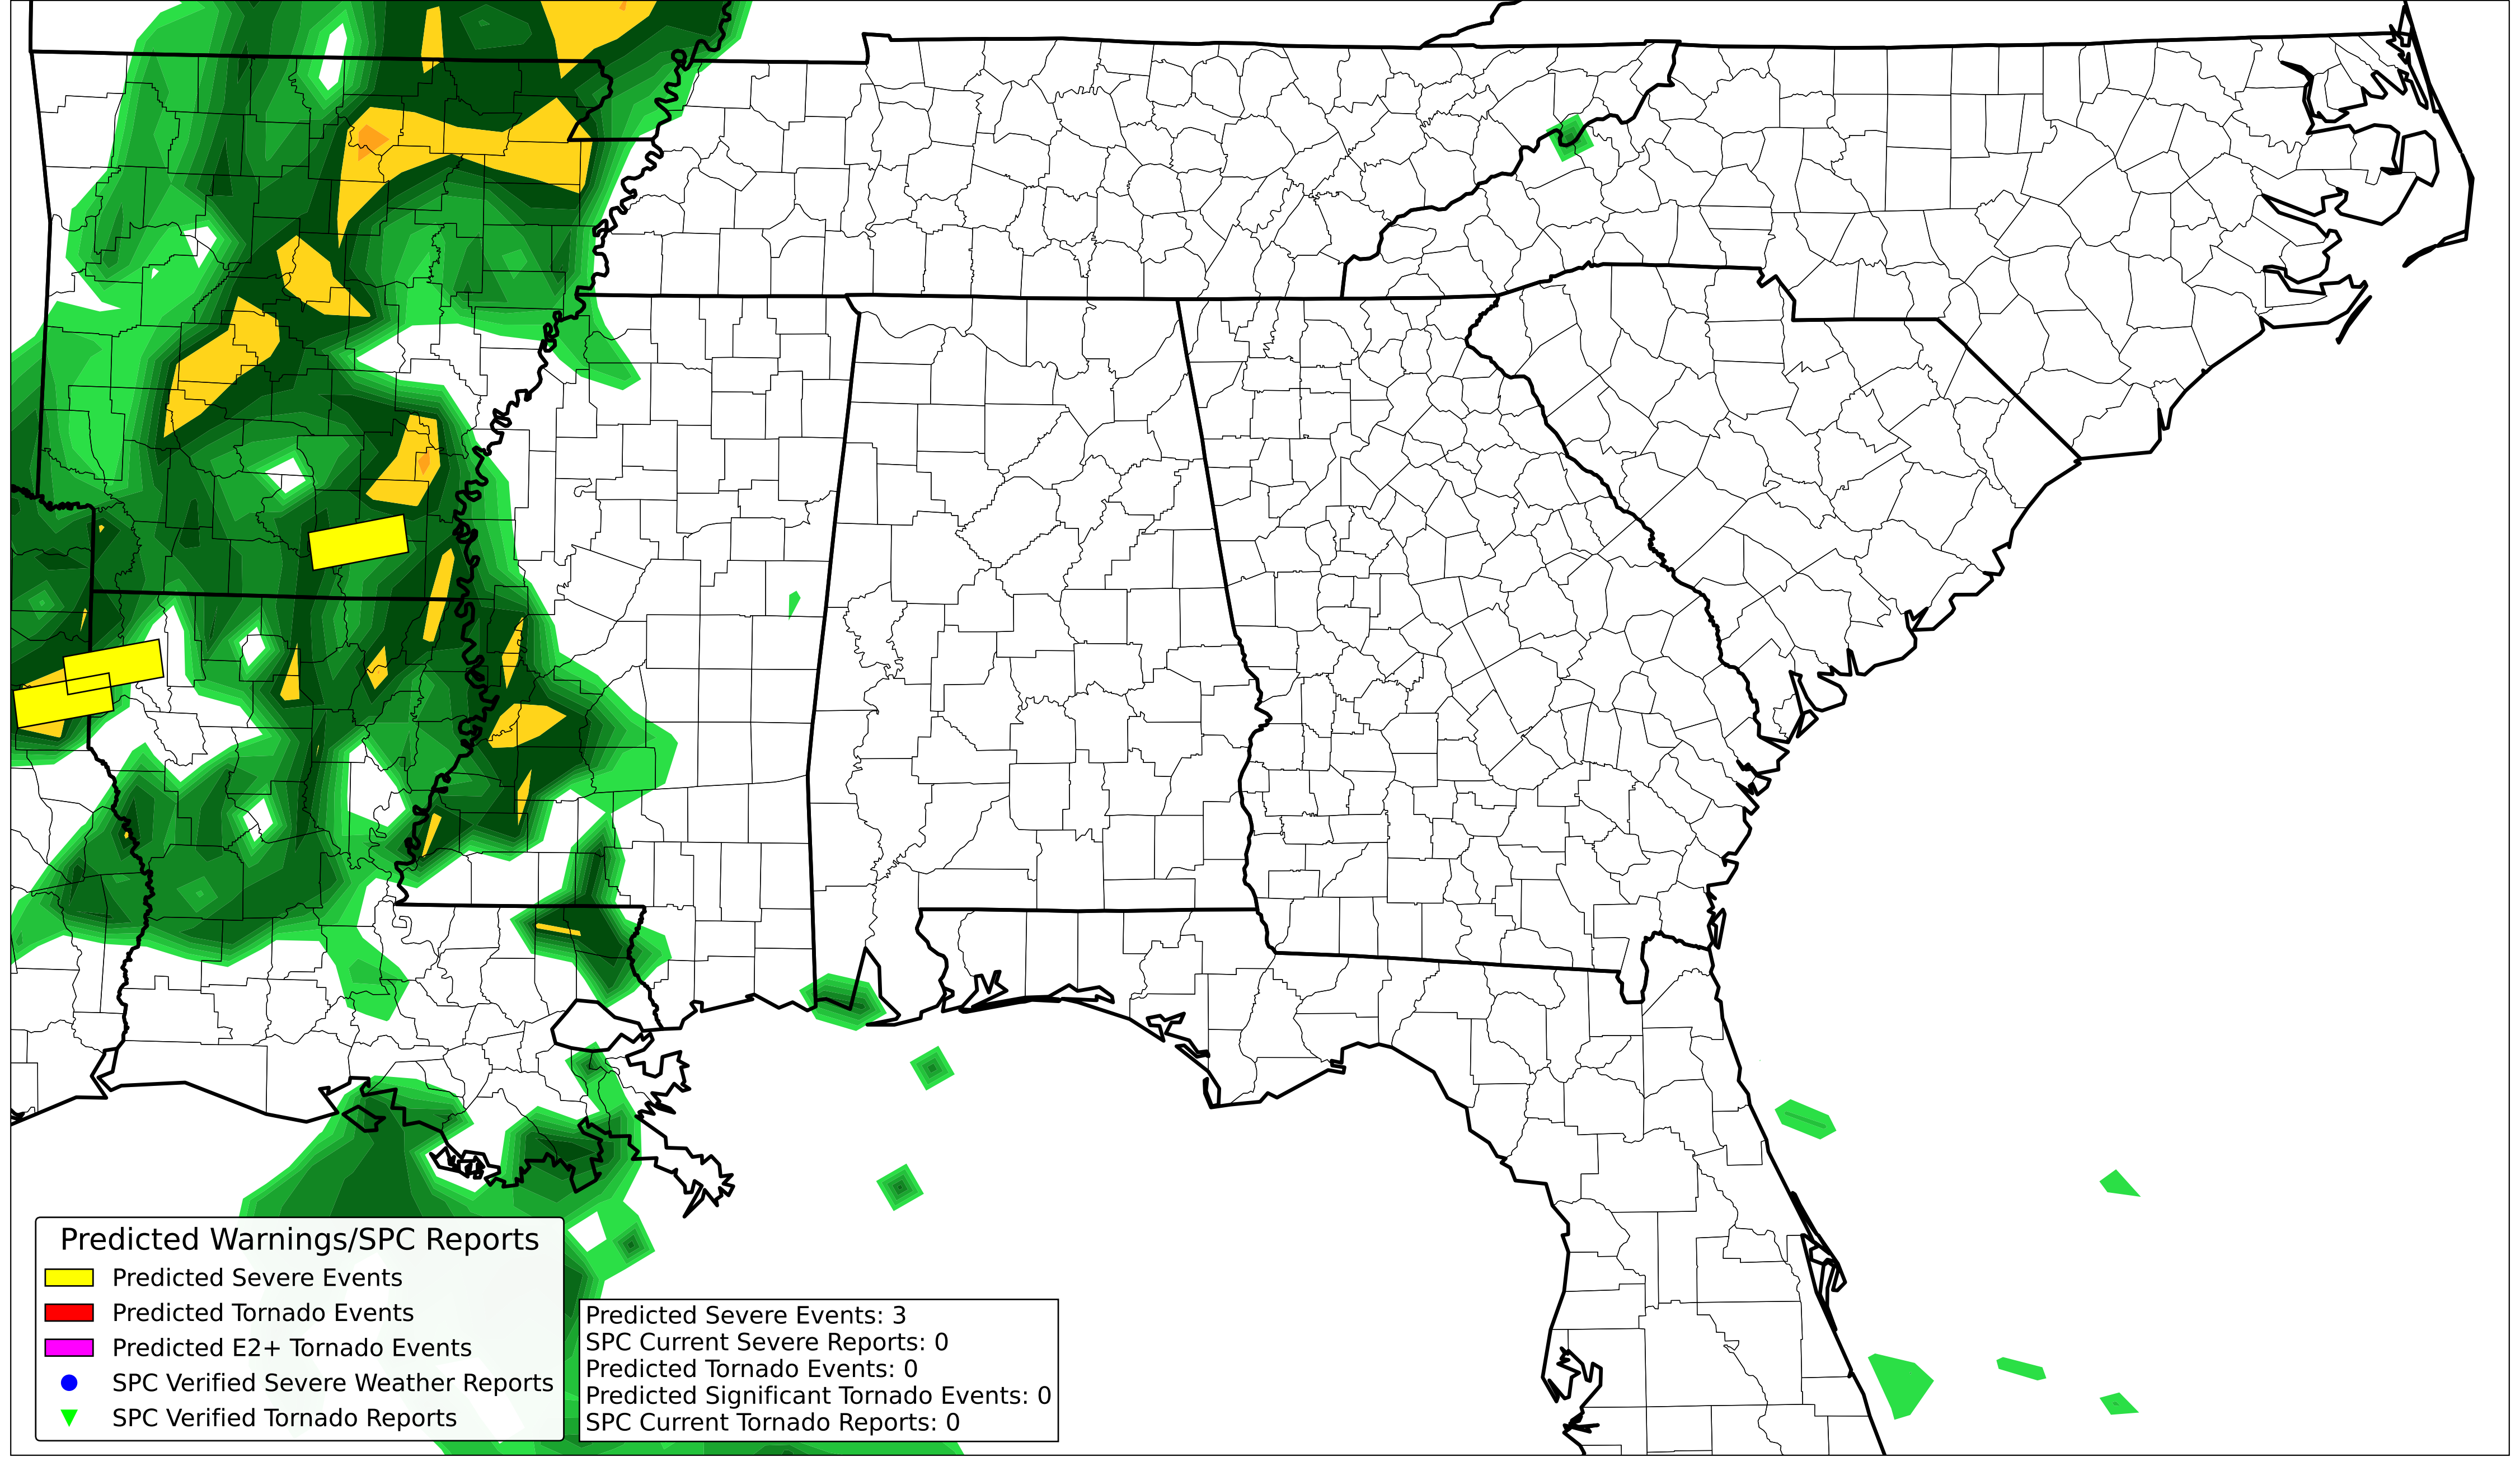 Predicted Warnings/SPC Reports
Predicted Severe Events
Predicted Tornado Events
Predicted E2+ Tornado Events
SPC Verified Severe Weather Reports
SPC Verified Tornado Reports
Predicted Severe Events: 3
SPC Current Severe Reports: 0
Predicted Tornado Events: 0
Predicted Significant Tornado Events: 0
SPC Current Tornado Reports: 0